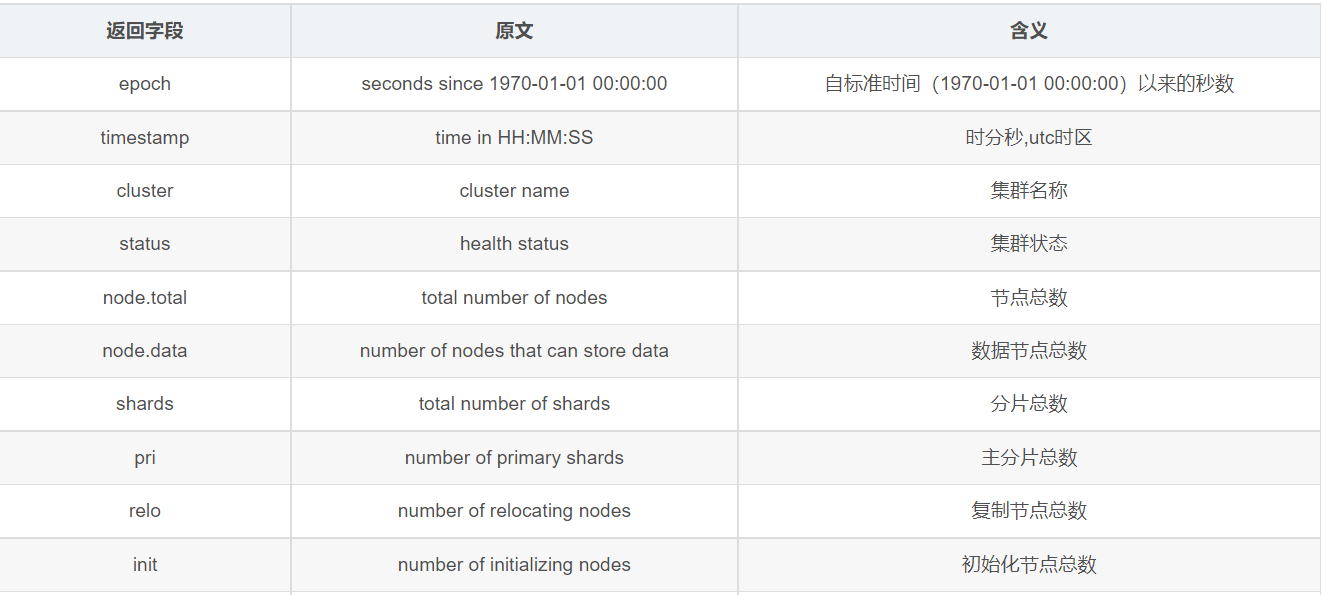 返回字段 原文 含义
epoch seconds since 1970-01-01 00:00:00 自标准时间（1970-01-01 00:00:00）以来的秒数
timestamp time in HH:MM:SS 时分秒,utc时区
cluster cluster name 集群名称
status health status 集群状态
node.total total number of nodes 节点总数
node.data number of nodes that can store data 数据节点总数
shards total number of shards 分片总数
pri number of primary shards 主分片总数
relo number of relocating nodes 复制节点总数
init number of initializing nodes 初始化节点总数